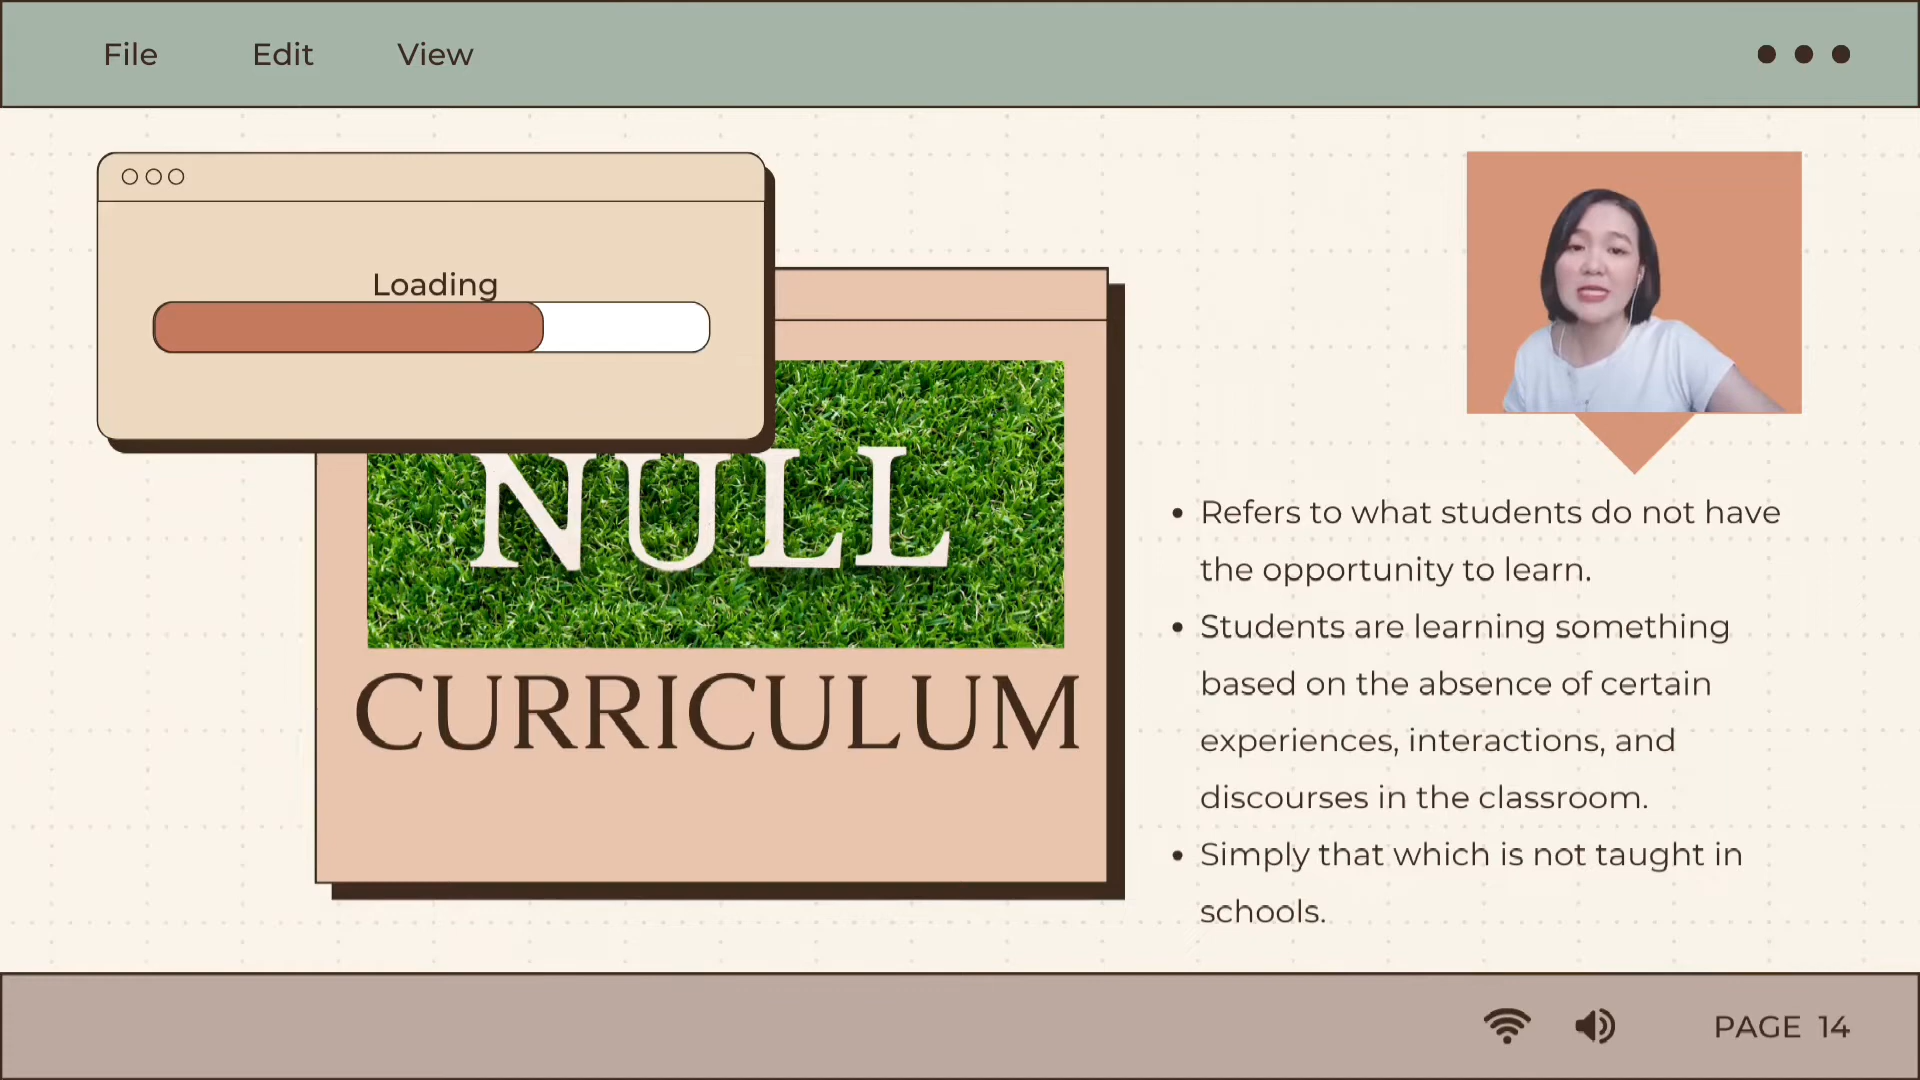 File Edit View
Loading
NULL
CURRICULUM
• Refers to what students do not have
the opportunity to learn.
• Students are learning something
based on the absence of certain
experiences, interactions, and
discourses in the classroom.
• Simply that which is not taught in
schools.
PAGE 14